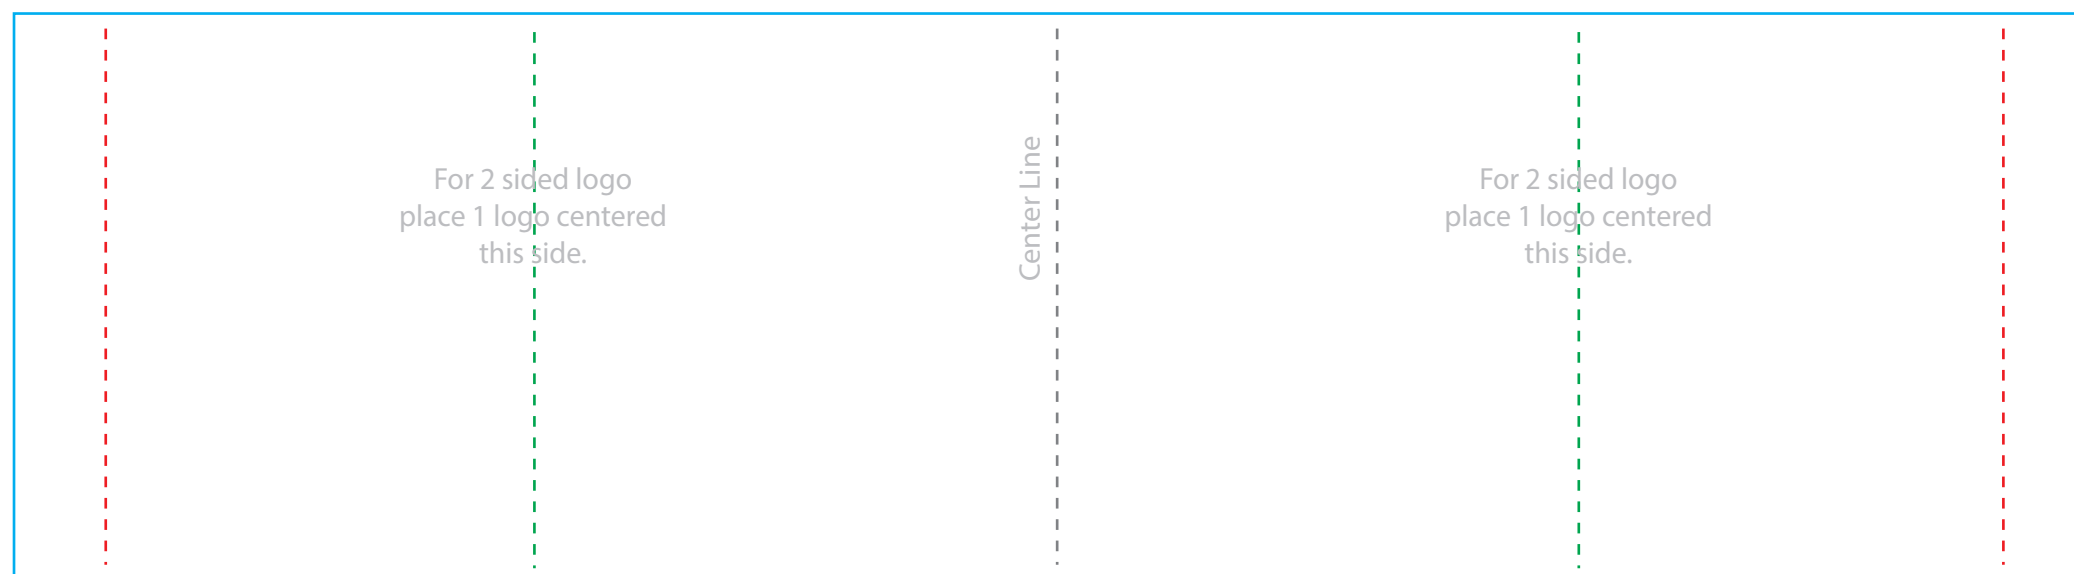 For 2 sided logo
place 1 logo centered
this side.
Center Line
For 2 sided logo
place 1 logo centered
this side.